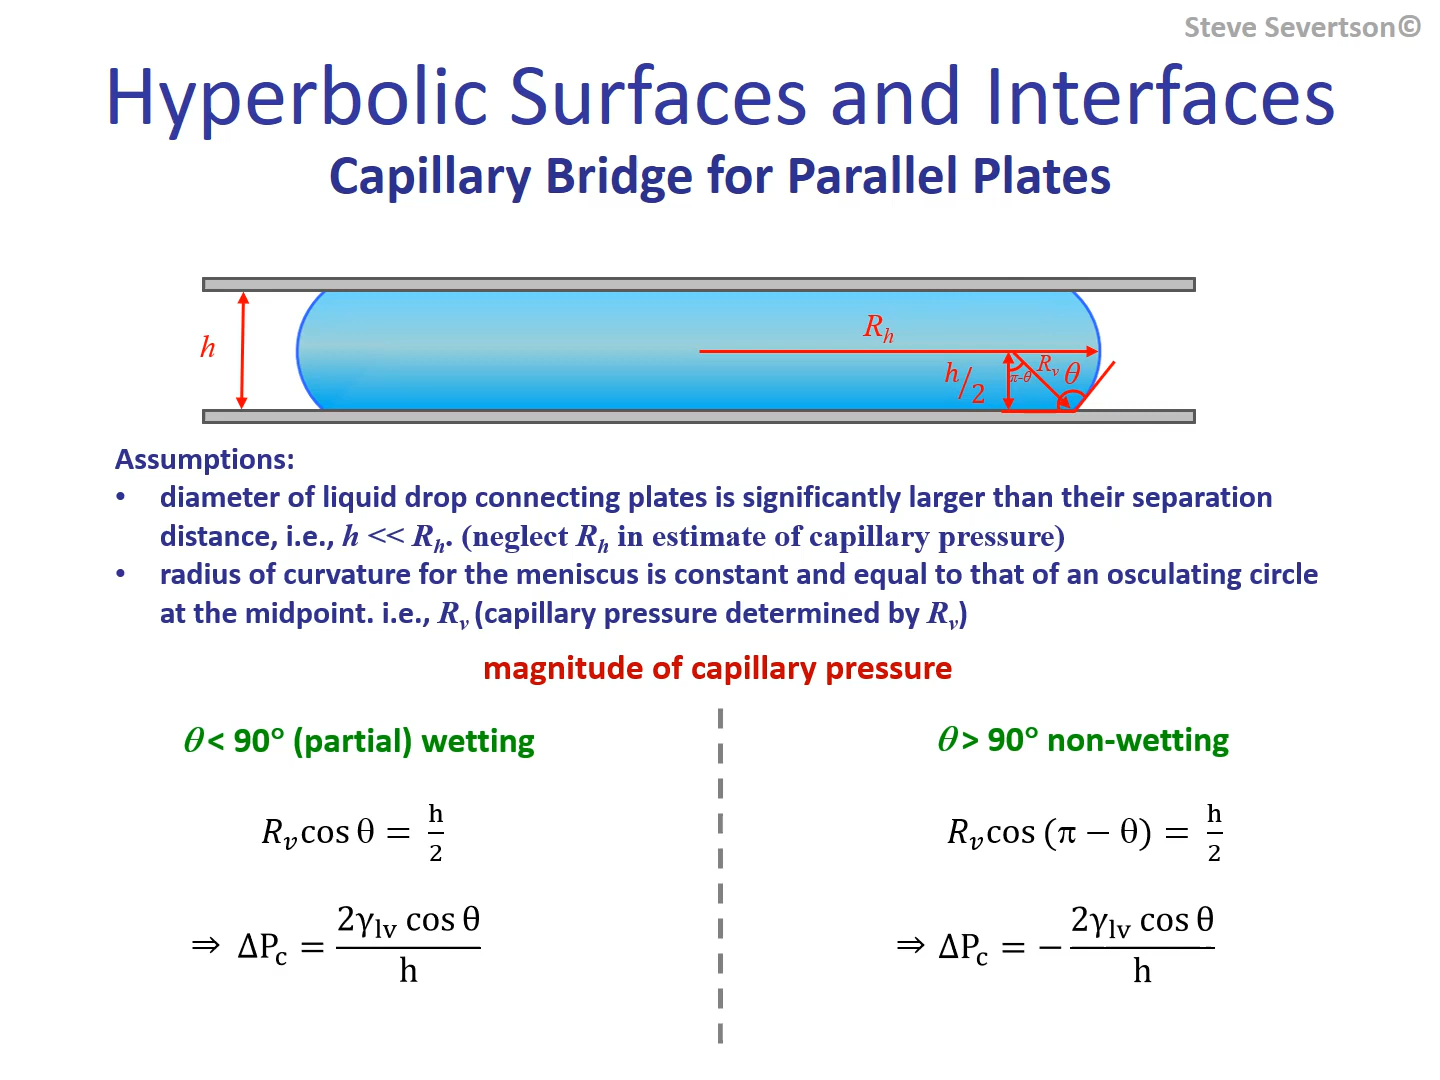 Steve Severtson©
Hyperbolic Surfaces and Interfaces
Capillary Bridge for Parallel Plates
h
R_h
h/2
π-θ
R_v
θ
Assumptions:
• diameter of liquid drop connecting plates is significantly larger than their separation
distance, i.e., h << R_h. (neglect R_h in estimate of capillary pressure)
• radius of curvature for the meniscus is constant and equal to that of an osculating circle
at the midpoint. i.e., R_v (capillary pressure determined by R_v)
magnitude of capillary pressure
θ < 90° (partial) wetting
θ > 90° non-wetting
R_v cos θ = h/2
R_v cos (π − θ) = h/2
⇒ ΔP_c = 2γ_lv cos θ / h
⇒ ΔP_c = − 2γ_lv cos θ / h